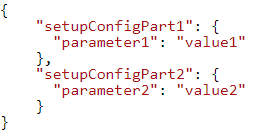 {
    "setupConfigPart1": {
      "parameter1": "value1"
    },
    "setupConfigPart2": {
      "parameter2": "value2"
    }
}